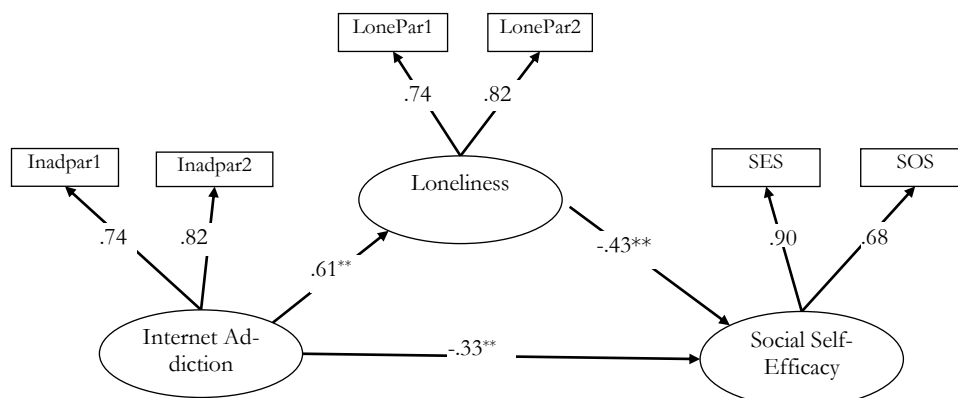 LonePar1
LonePar2
.74
.82
Inadpar1
Inadpar2
Loneliness
SES
SOS
.74
.82
.61**
-.43**
.90
.68
Internet Ad-
diction
-.33**
Social Self-
Efficacy